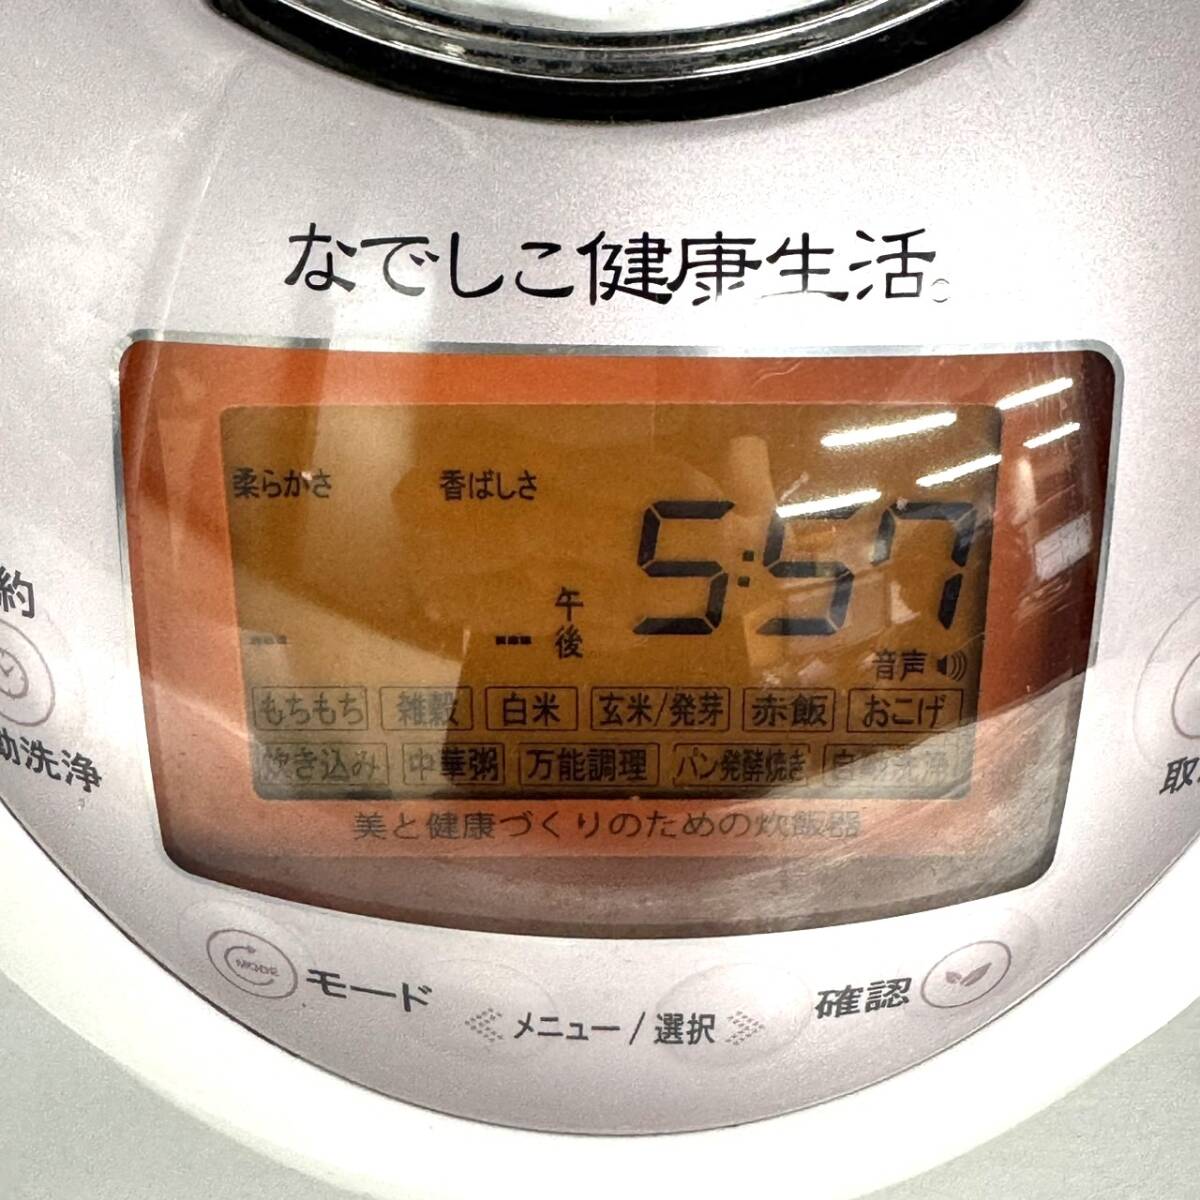 なでしこ健康生活。
柔らかさ 香ばしさ
5:57
午後
音声
もちもち 雑穀 白米 玄米/発芽 赤飯 おこげ
炊き込み 中華粥 万能調理 パン発酵焼き 自動洗浄
美と健康づくりのための炊飯器
約
動洗浄
取
MODE モード
メニュー / 選択
確認